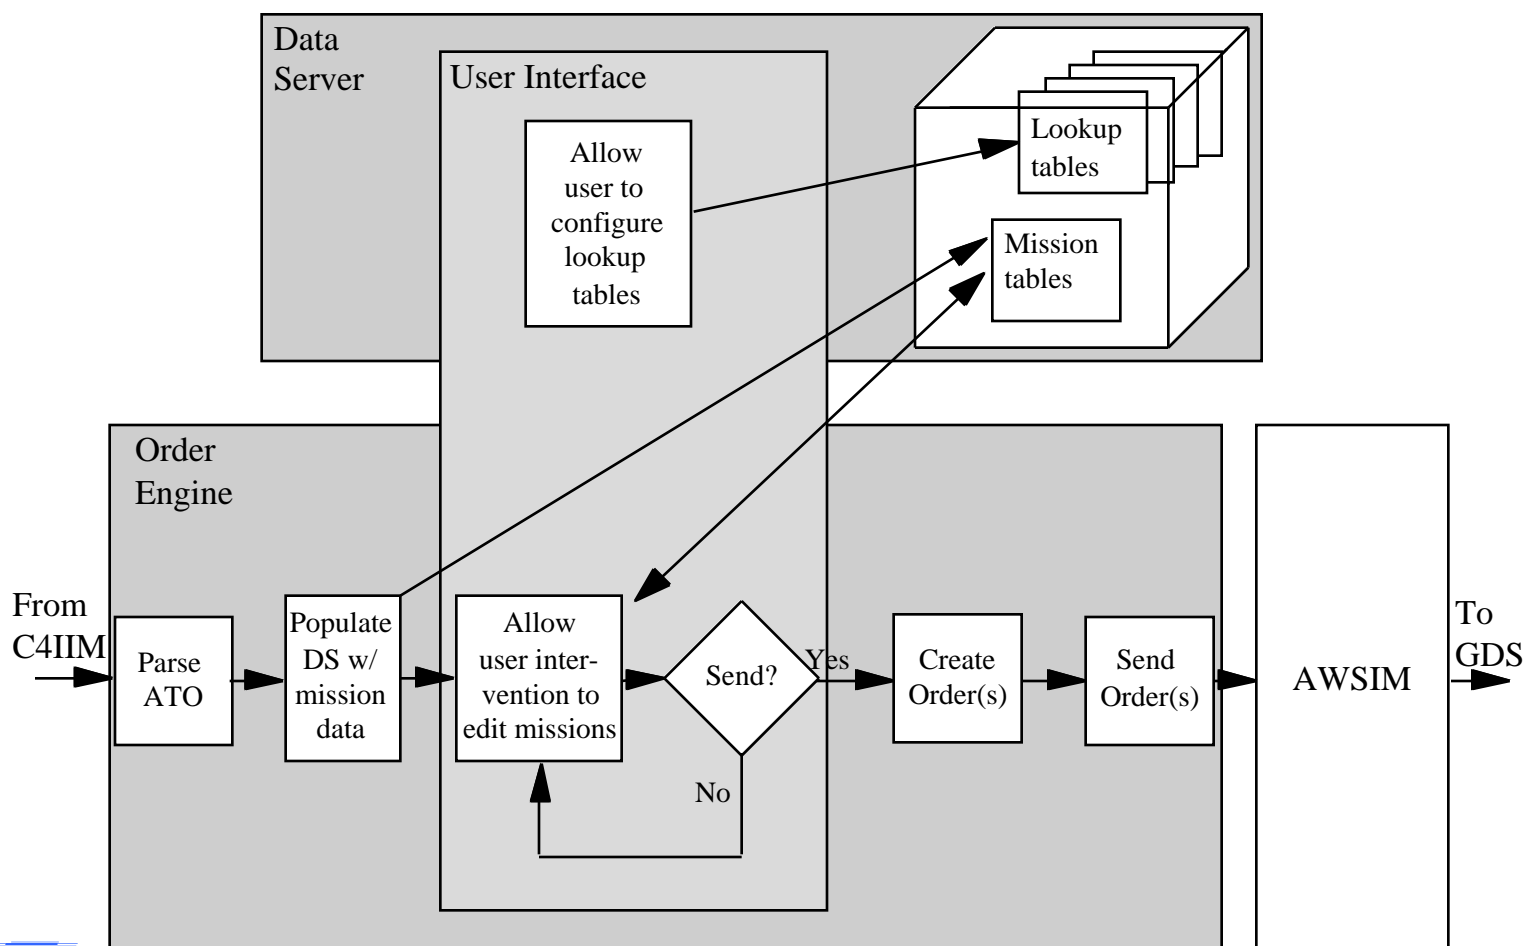 Data
Server
User Interface
Allow
user to
configure
lookup
tables
Lookup
tables
Mission
tables
Order
Engine
From
C4IIM
Parse
ATO
Populate
DS w/
mission
data
Allow
user inter-
vention to
edit missions
Send?
Yes
No
Create
Order(s)
Send
Order(s)
AWSIM
To
GDS